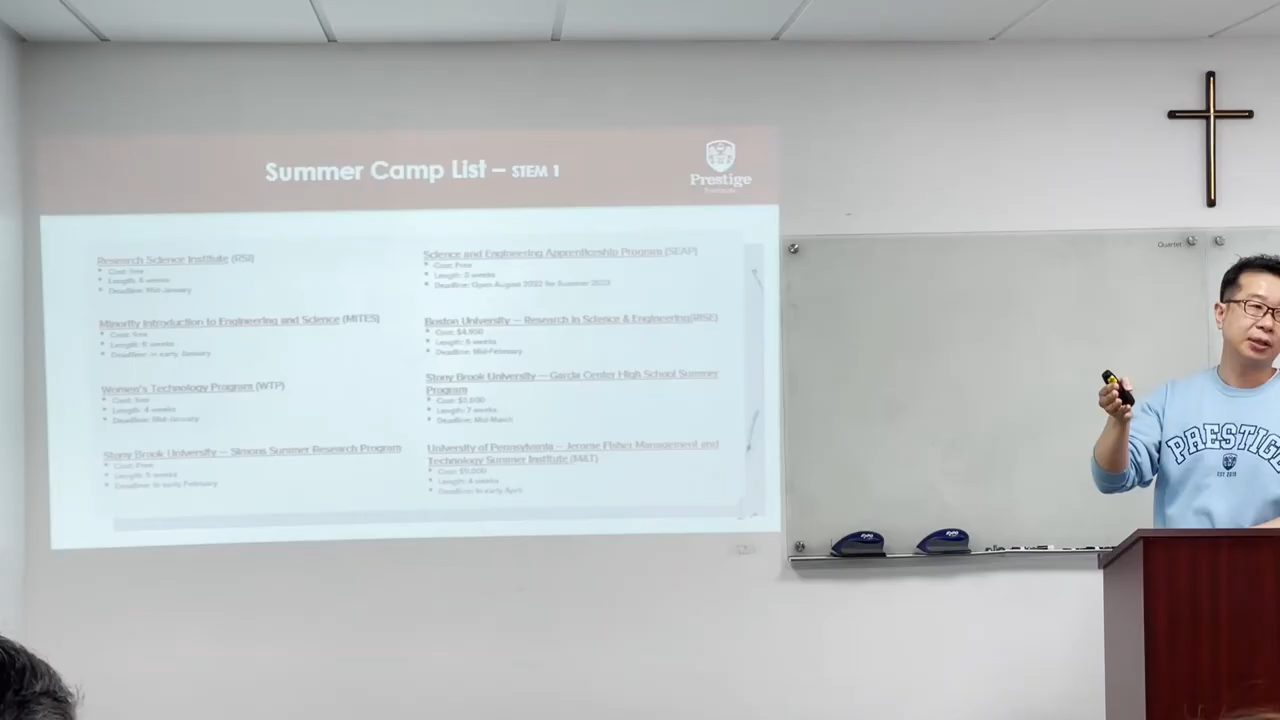 Summer Camp List – STEM 1
Prestige
Research Science Institute (RSI)
Cost: free
Length: 6 weeks
Deadline: Mid-January
Minority Introduction to Engineering and Science (MITES)
Cost: free
Length: 6 weeks
Deadline: in early January
Women's Technology Program (WTP)
Cost: free
Length: 4 weeks
Deadline: Mid-January
Stony Brook University – Simons Summer Research Program
Cost: Free
Length: 5 weeks
Deadline: In early February
Science and Engineering Apprenticeship Program (SEAP)
Cost: Free
Length: weeks
Deadline: Open August 2022 for Summer 2023
Boston University – Research in Science & Engineering(RISE)
Cost:
Length: 6 weeks
Deadline: Mid-February
Stony Brook University – Garcia Center High School Summer
Program
Cost:
Length: 7 weeks
Deadline: Mid-March
University of Pennsylvania – Jerome Fisher Management and
Technology Summer Institute (M&T)
Cost: $9,000
Length: 4 weeks
Deadline: In early April
Quartet
PRESTIGE
EST 2015